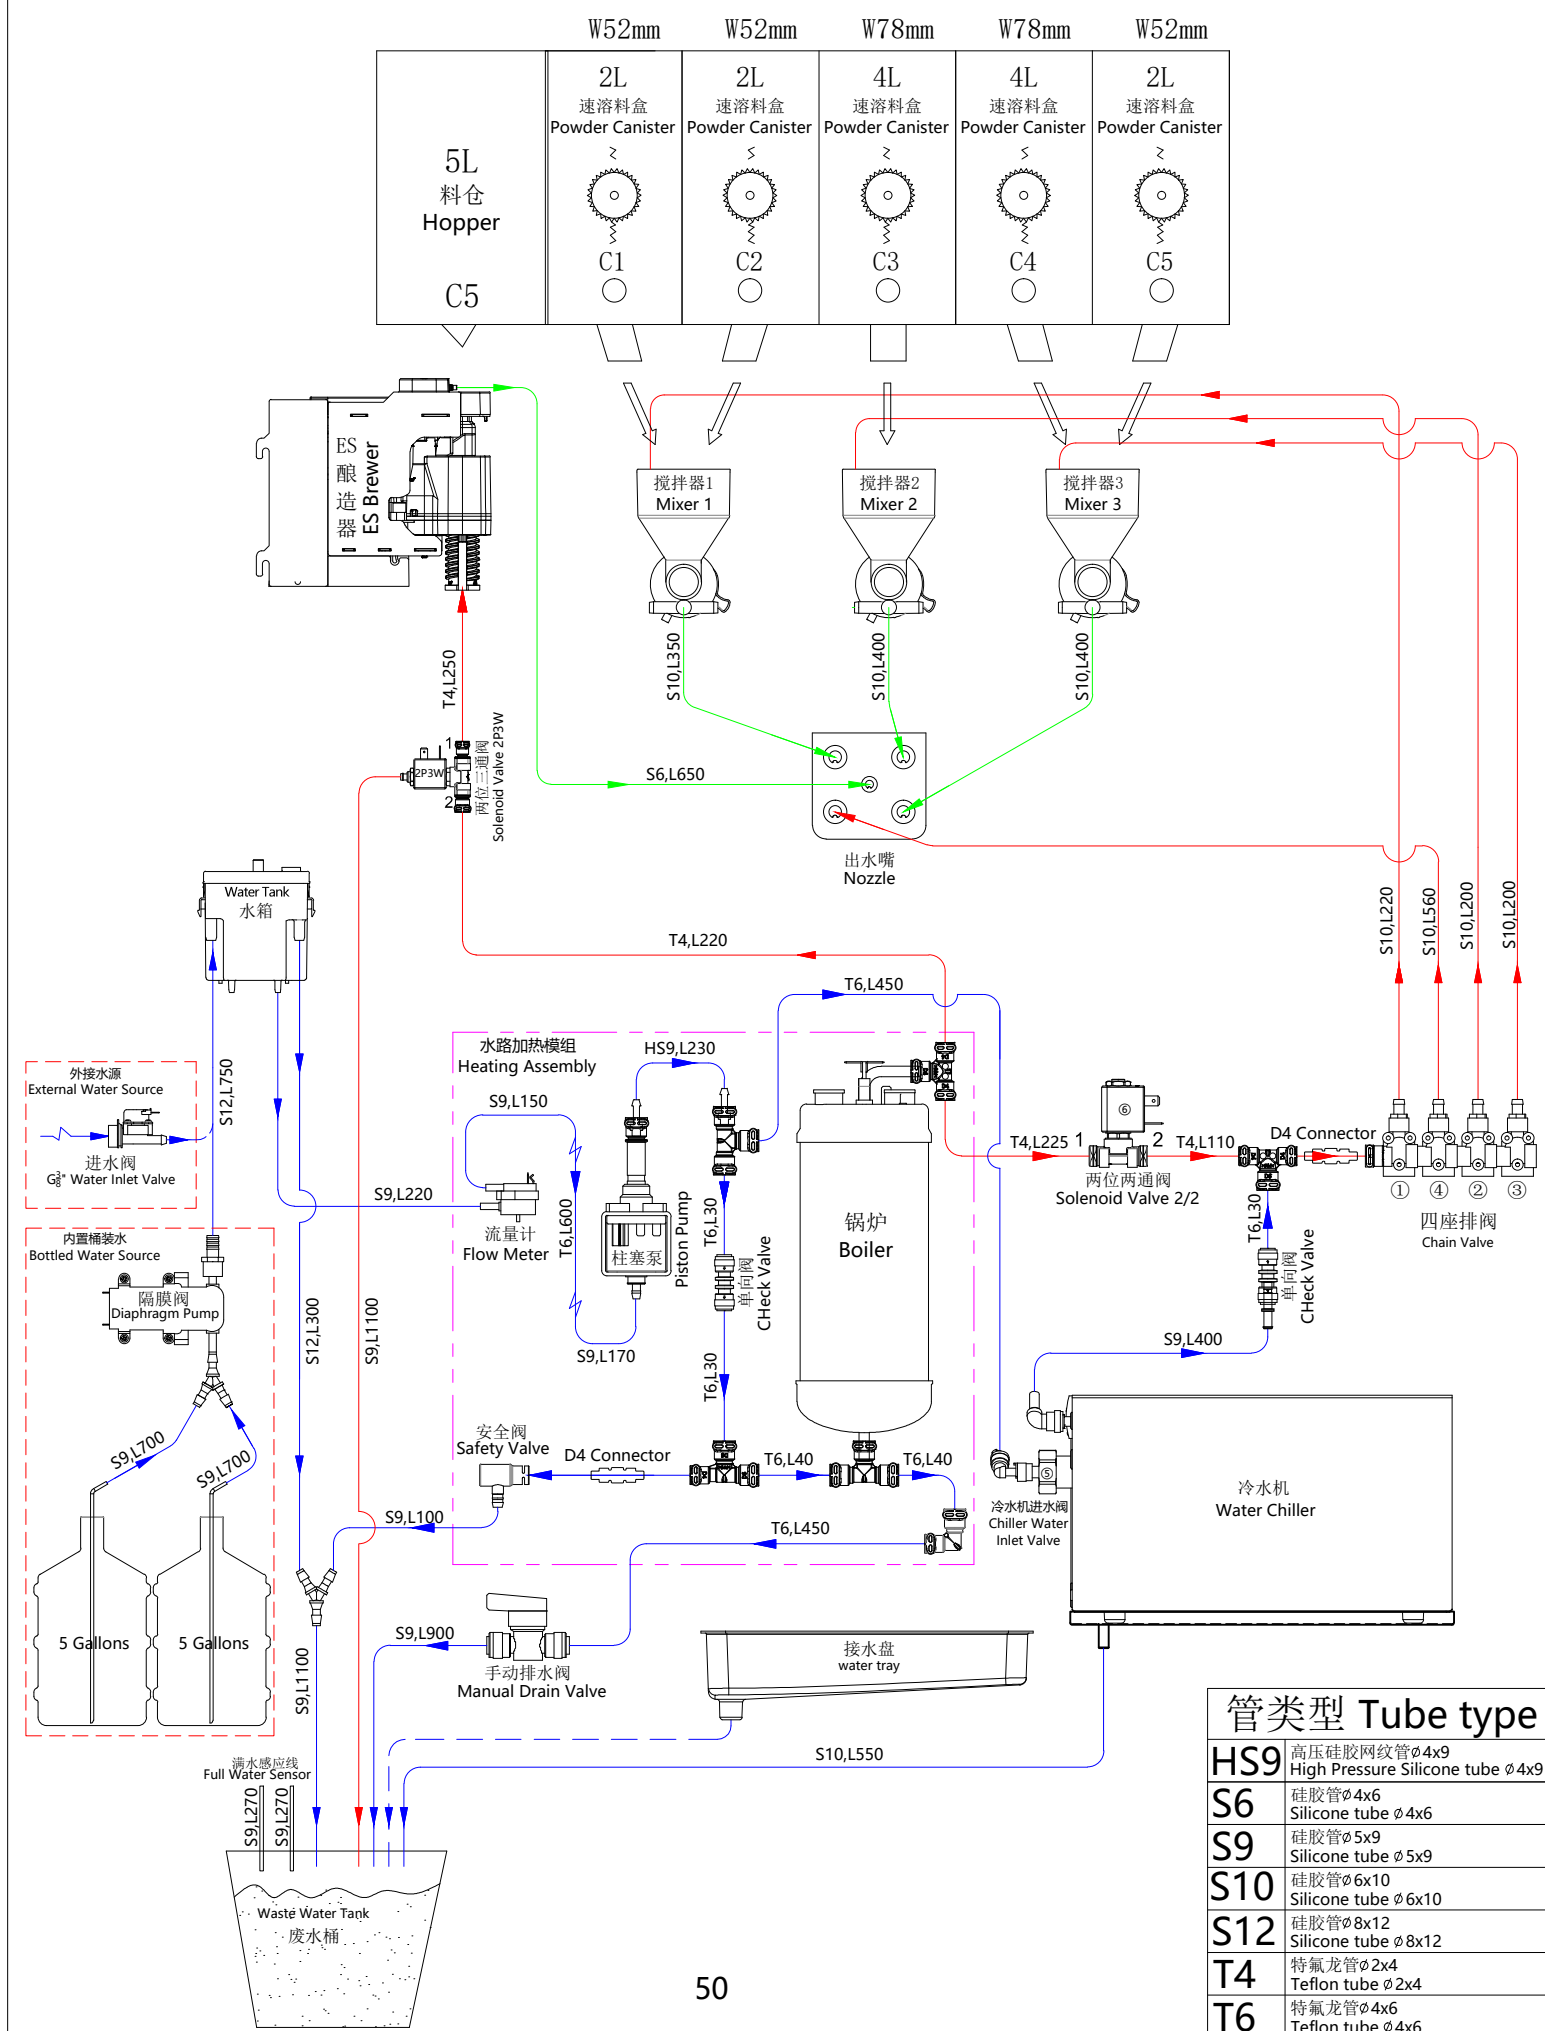 W52mm W52mm W78mm W78mm W52mm
2L 2L 4L 4L 2L
速溶料盒 速溶料盒 速溶料盒 速溶料盒 速溶料盒
Powder Canister Powder Canister Powder Canister Powder Canister Powder Canister
5L
料仓
Hopper
C5
C1 C2 C3 C4 C5
ES
酿造器
ES Brewer
搅拌器1
Mixer 1
搅拌器2
Mixer 2
搅拌器3
Mixer 3
T4,L250
S10,L350
S10,L400
S10,L400
1
2P3W
2
两位三通阀
Solenoid Valve 2P3W
S6,L650
出水嘴
Nozzle
Water Tank
水箱
T4,L220
T6,L450
S10,L220
S10,L560
S10,L200
S10,L200
外接水源
External Water Source
进水阀
G3/8" Water Inlet Valve
S12,L750
水路加热模组
Heating Assembly
HS9,L230
S9,L150
S9,L220
流量计
Flow Meter
T6,L600
柱塞泵
Piston Pump
S9,L170
T6,L30
单向阀
CHeck Valve
T6,L30
锅炉
Boiler
T4,L225
1
⑥
2
两位两通阀
Solenoid Valve 2/2
T4,L110
D4 Connector
① ④ ② ③
四座排阀
Chain Valve
T6,L30
单向阀
CHeck Valve
S9,L400
内置桶装水
Bottled Water Source
隔膜阀
Diaphragm Pump
S9,L700
S9,L700
5 Gallons
5 Gallons
S12,L300
S9,L1100
安全阀
Safety Valve
D4 Connector
T6,L40
T6,L40
S9,L100
T6,L450
⑤
冷水机进水阀
Chiller Water
Inlet Valve
冷水机
Water Chiller
S9,L1100
S9,L900
手动排水阀
Manual Drain Valve
接水盘
water tray
S10,L550
满水感应线
Full Water Sensor
S9,L270
S9,L270
Waste Water Tank
废水桶
50
管类型 Tube type
HS9 高压硅胶网纹管Ø4x9
High Pressure Silicone tube Ø4x9
S6 硅胶管Ø4x6
Silicone tube Ø4x6
S9 硅胶管Ø5x9
Silicone tube Ø5x9
S10 硅胶管Ø6x10
Silicone tube Ø6x10
S12 硅胶管Ø8x12
Silicone tube Ø8x12
T4 特氟龙管Ø2x4
Teflon tube Ø2x4
T6 特氟龙管Ø4x6
Teflon tube Ø4x6